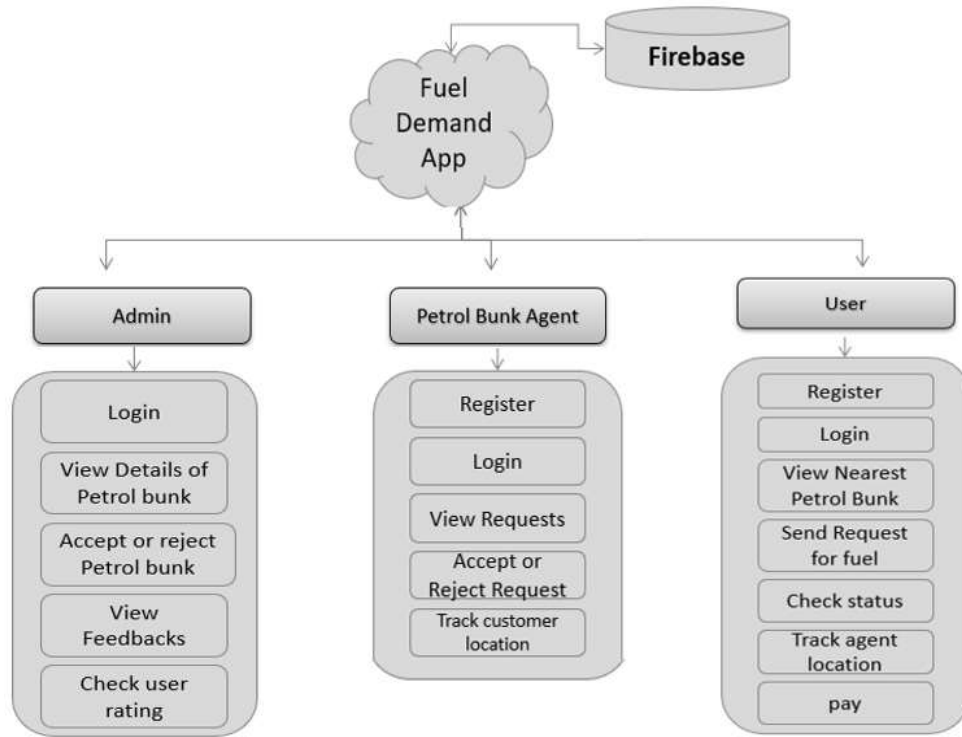 Firebase
Fuel
Demand
App
Admin
Login
View Details of
Petrol bunk
Accept or reject
Petrol bunk
View
Feedbacks
Check user
rating
Petrol Bunk Agent
Register
Login
View Requests
Accept or
Reject Request
Track customer
location
User
Register
Login
View Nearest
Petrol Bunk
Send Request
for fuel
Check status
Track agent
location
pay